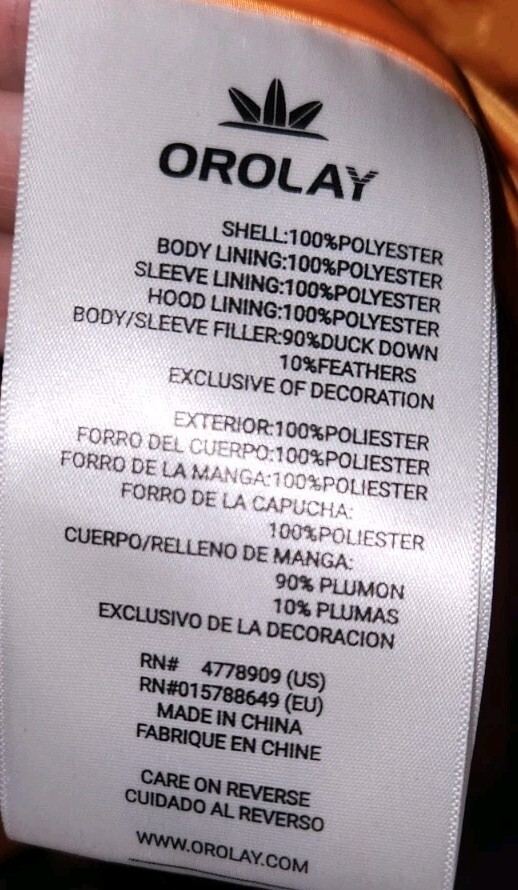 OROLAY
SHELL:100%POLYESTER
BODY LINING:100%POLYESTER
SLEEVE LINING:100%POLYESTER
HOOD LINING:100%POLYESTER
BODY/SLEEVE FILLER:90%DUCK DOWN
10%FEATHERS
EXCLUSIVE OF DECORATION
EXTERIOR:100%POLIESTER
FORRO DEL CUERPO:100%POLIESTER
FORRO DE LA MANGA:100%POLIESTER
FORRO DE LA CAPUCHA:
100%POLIESTER
CUERPO/RELLENO DE MANGA:
90% PLUMON
10% PLUMAS
EXCLUSIVO DE LA DECORACION
RN# 4778909 (US)
RN#015788649 (EU)
MADE IN CHINA
FABRIQUE EN CHINE
CARE ON REVERSE
CUIDADO AL REVERSO
WWW.OROLAY.COM